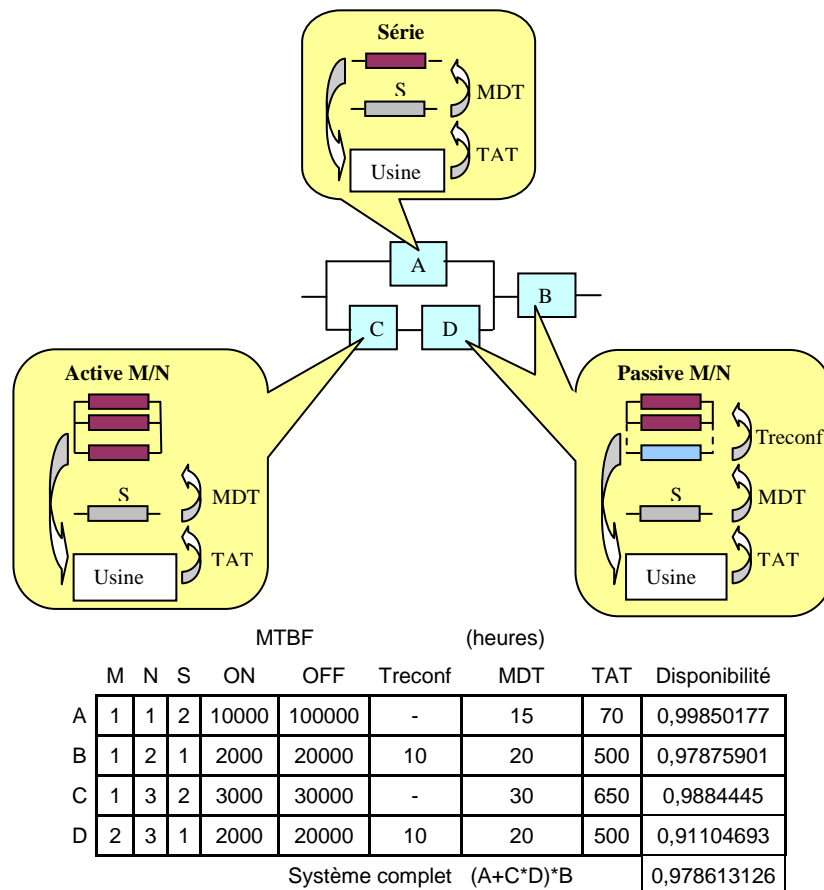 Série
S
MDT
TAT
Usine
A
B
C
D
Active M/N
S
MDT
TAT
Usine
Passive M/N
Treconf
S
MDT
TAT
Usine
MTBF (heures)
M N S ON OFF Treconf MDT TAT Disponibilité
A 1 1 2 10000 100000 - 15 70 0,99850177
B 1 2 1 2000 20000 10 20 500 0,97875901
C 1 3 2 3000 30000 - 30 650 0,9884445
D 2 3 1 2000 20000 10 20 500 0,91104693
Système complet (A+C*D)*B 0,978613126